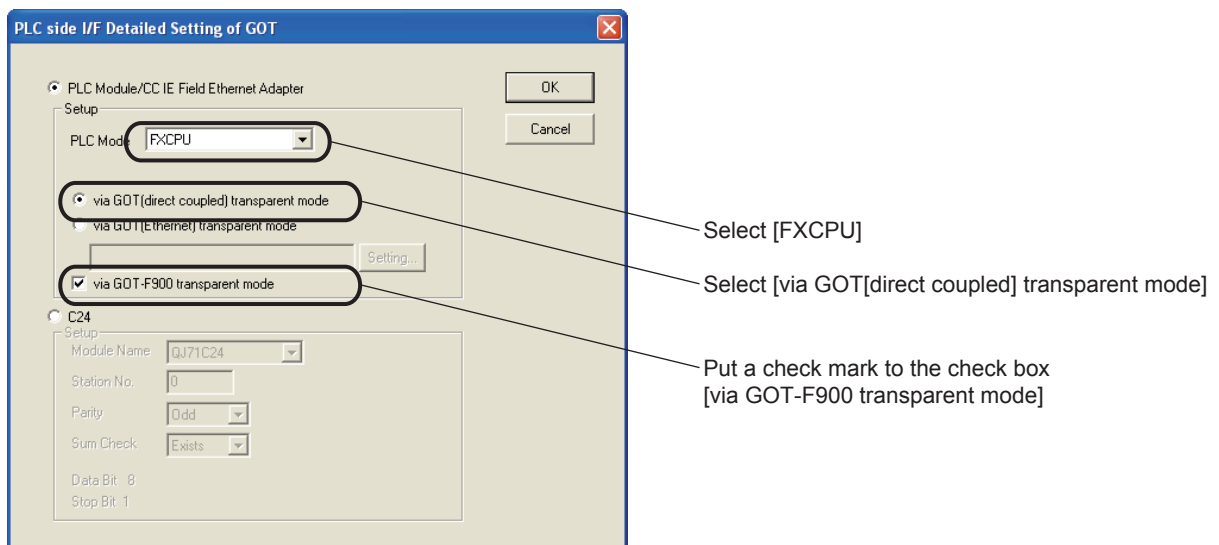 PLC side I/F Detailed Setting of GOT
PLC Module/CC IE Field Ethernet Adapter
OK
Setup
Cancel
PLC Mode
FXCPU
via GOT(direct coupled) transparent mode
via GOT(Ethernet) transparent mode
Setting...
via GOT-F900 transparent mode
C24
Setup
Module Name
QJ71C24
Station No.
0
Parity
Odd
Sum Check
Exists
Data Bit 8
Stop Bit 1
Select [FXCPU]
Select [via GOT[direct coupled] transparent mode]
Put a check mark to the check box
[via GOT-F900 transparent mode]